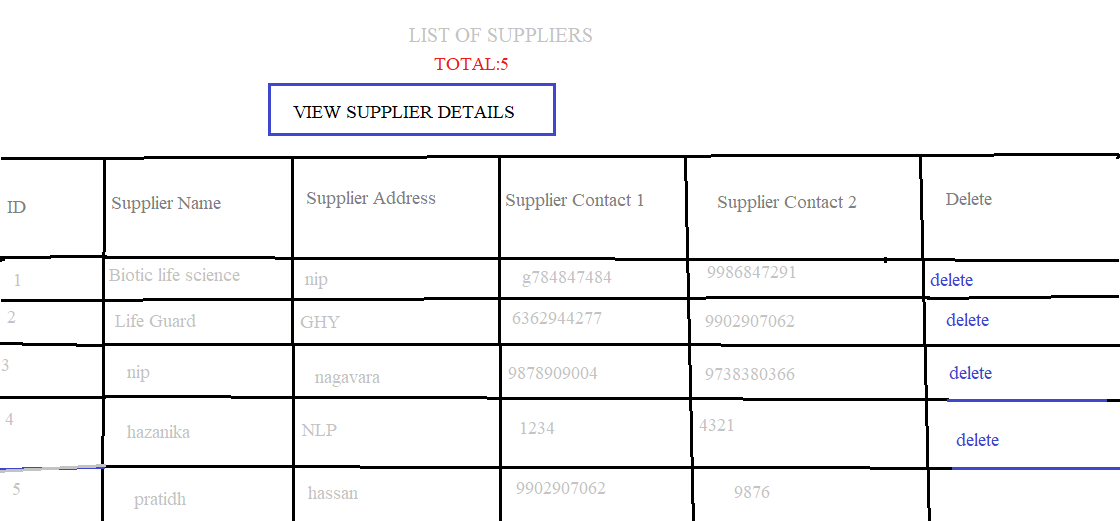 LIST OF SUPPLIERS
TOTAL:5
VIEW SUPPLIER DETAILS
ID Supplier Name Supplier Address Supplier Contact 1 Supplier Contact 2 Delete
1 Biotic life science nip g784847484 9986847291 delete
2 Life Guard GHY 6362944277 9902907062 delete
3 nip nagavara 9878909004 9738380366 delete
4 hazanika NLP 1234 4321 delete
5 pratidh hassan 9902907062 9876